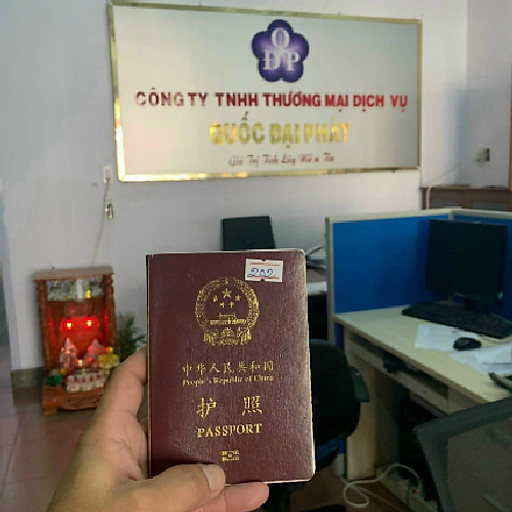 QĐP
CÔNG TY TNHH THƯƠNG MẠI DỊCH VỤ
QUỐC ĐẠI PHÁT
202
中华人民共和国
People's Republic of China
护 照
PASSPORT